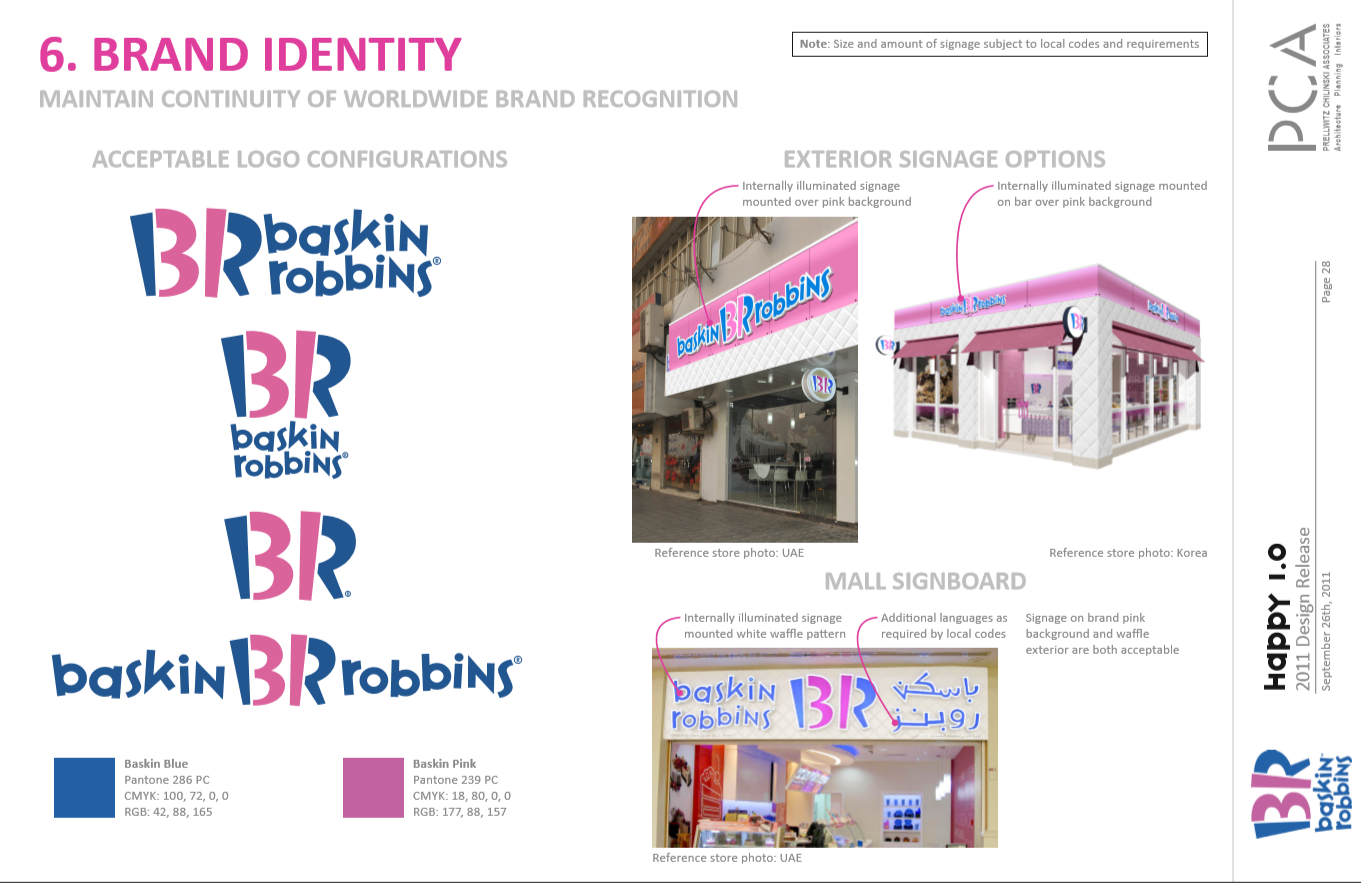 6. BRAND IDENTITY
MAINTAIN CONTINUITY OF WORLDWIDE BRAND RECOGNITION
Note: Size and amount of signage subject to local codes and requirements
ACCEPTABLE LOGO CONFIGURATIONS
BR baskin
robbins®
BR
baskin
robbins®
BR®
baskin BR robbins®
Baskin Blue
Pantone 286 PC
CMYK: 100, 72, 0, 0
RGB: 42, 88, 165
Baskin Pink
Pantone 239 PC
CMYK: 18, 80, 0, 0
RGB: 177, 88, 157
EXTERIOR SIGNAGE OPTIONS
Internally illuminated signage
mounted over pink background
Internally illuminated signage mounted
on bar over pink background
baskin BR robbins
BR
baskin BR robbins
BR
BR
BR
Reference store photo: UAE
Reference store photo: Korea
MALL SIGNBOARD
Internally illuminated signage
mounted white waffle pattern
Additional languages as
required by local codes
Signage on brand pink
background and waffle
exterior are both acceptable
baskin BR باسكن
robbins روبنز
Reference store photo: UAE
PCA
PRELLWITZ CHILINSKI ASSOCIATES
Architecture Planning Interiors
Page 28
Happy 1.0
2011 Design Release
September 26th, 2011
BR baskin
robbins